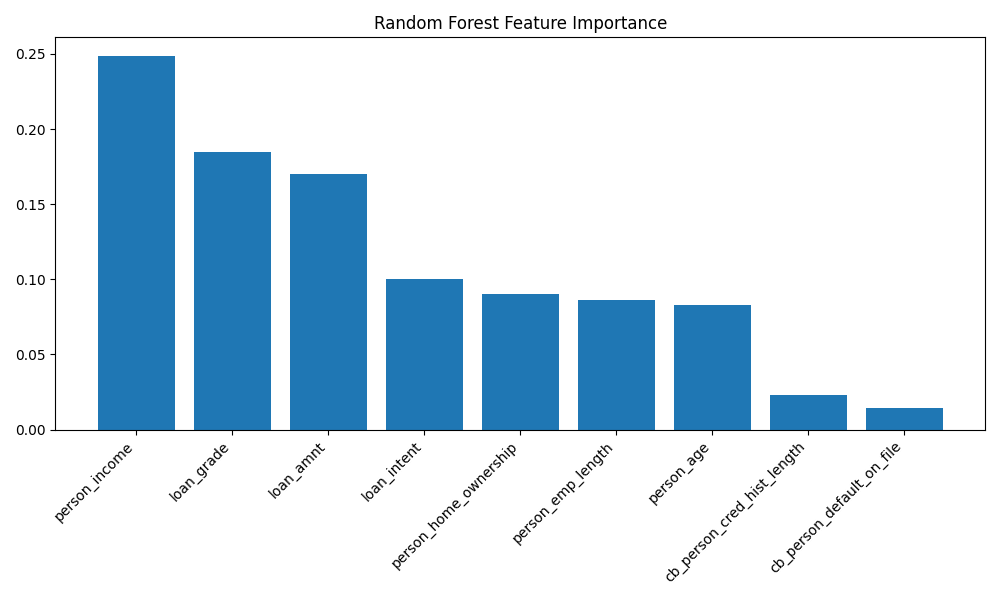 Random Forest Feature Importance
0.25
0.20
0.15
0.10
0.05
0.00
person_income
loan_grade
loan_amnt
loan_intent
person_home_ownership
person_emp_length
person_age
cb_person_cred_hist_length
cb_person_default_on_file